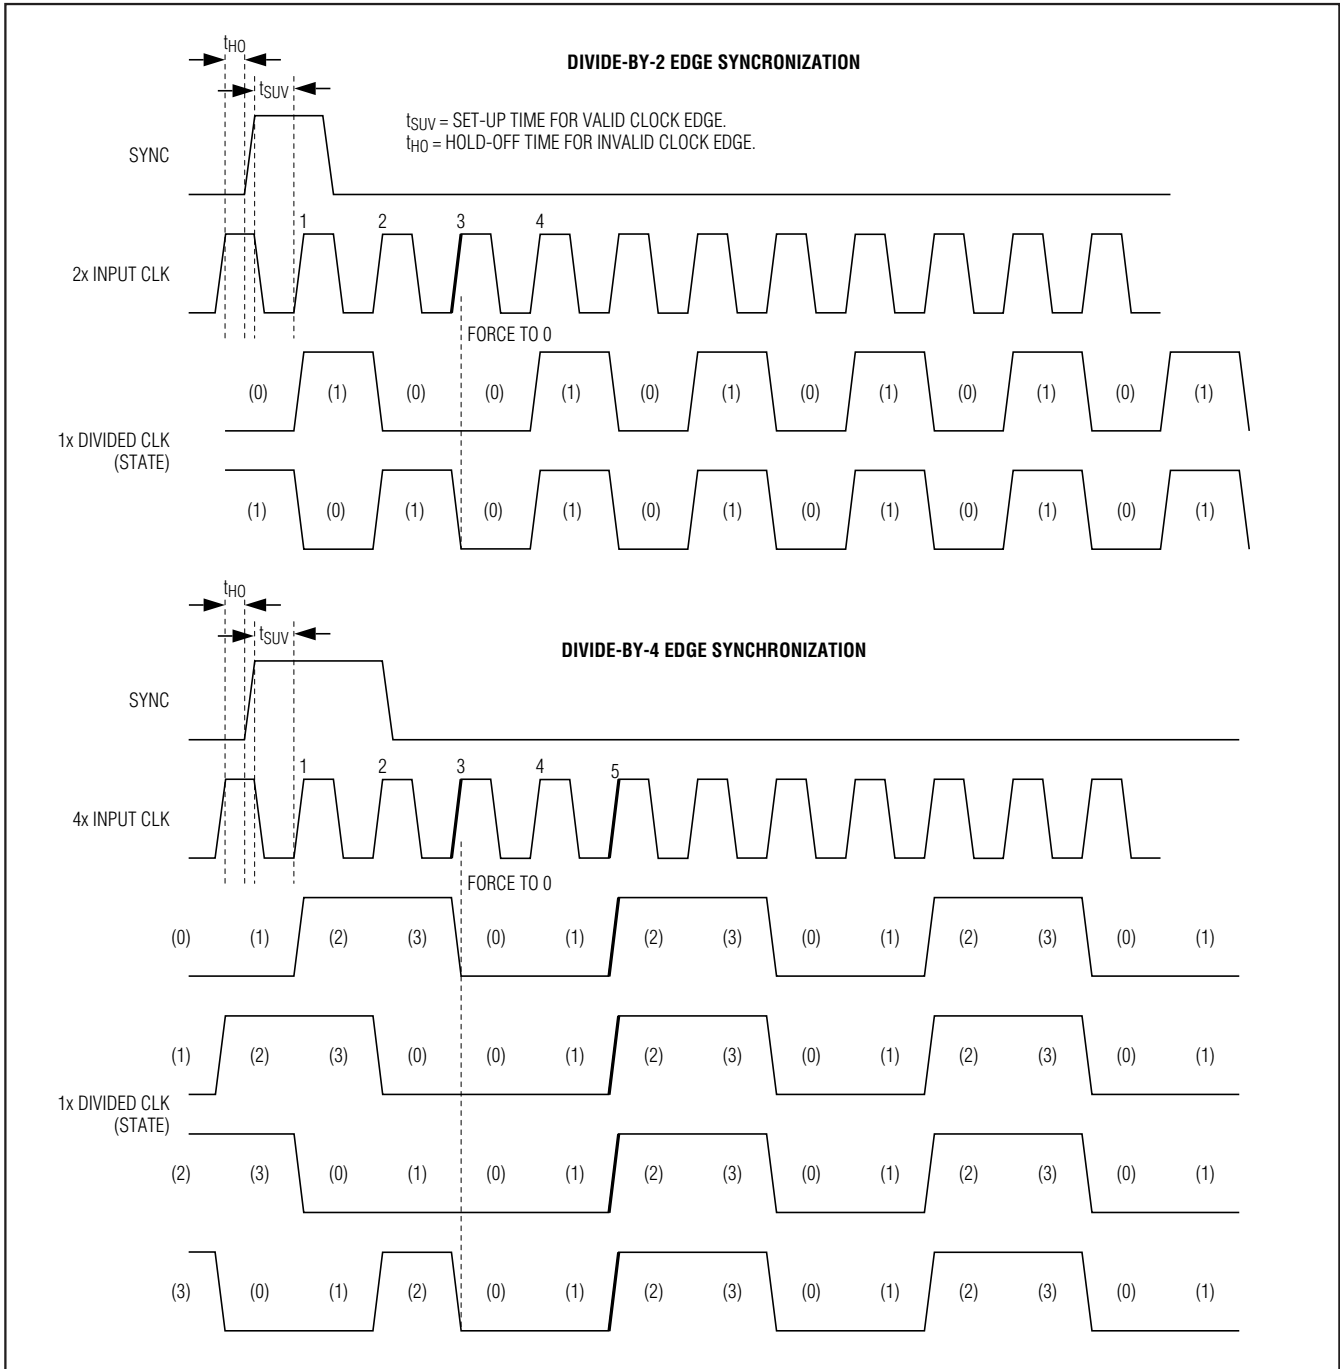 tHO
DIVIDE-BY-2 EDGE SYNCRONIZATION
tSUV
tSUV = SET-UP TIME FOR VALID CLOCK EDGE.
tHO = HOLD-OFF TIME FOR INVALID CLOCK EDGE.
SYNC
1 2 3 4
2x INPUT CLK
FORCE TO 0
(0) (1) (0) (0) (1) (0) (1) (0) (1) (0) (1) (0) (1)
1x DIVIDED CLK
(STATE)
(1) (0) (1) (0) (1) (0) (1) (0) (1) (0) (1) (0) (1)
tHO
tSUV
DIVIDE-BY-4 EDGE SYNCHRONIZATION
SYNC
1 2 3 4 5
4x INPUT CLK
FORCE TO 0
(0) (1) (2) (3) (0) (1) (2) (3) (0) (1) (2) (3) (0) (1)
(1) (2) (3) (0) (0) (1) (2) (3) (0) (1) (2) (3) (0) (1)
1x DIVIDED CLK
(STATE)
(2) (3) (0) (1) (0) (1) (2) (3) (0) (1) (2) (3) (0) (1)
(3) (0) (1) (2) (0) (1) (2) (3) (0) (1) (2) (3) (0) (1)